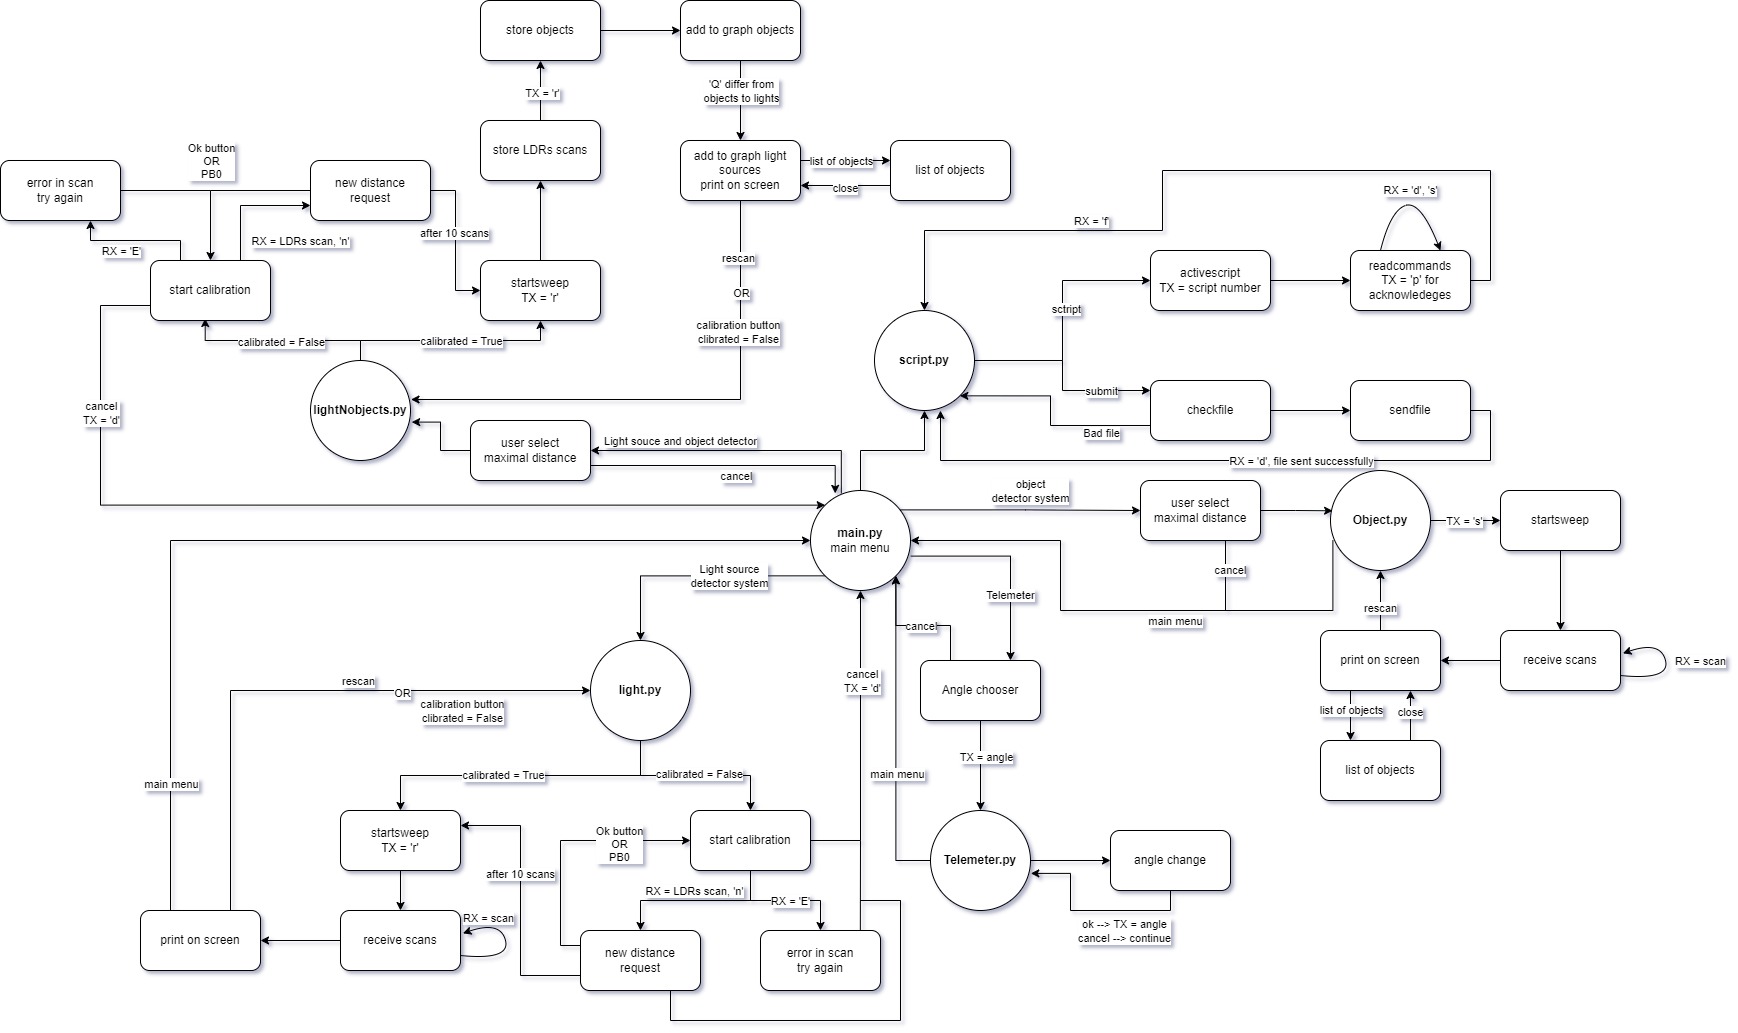 store objects
add to graph objects
TX = 'r'
'Q' differ from
objects to lights
store LDRs scans
add to graph light
sources
print on screen
list of objects
close
list of objects
Ok button
OR
PB0
error in scan
try again
new distance
request
RX = 'E'
RX = LDRs scan, 'n'
after 10 scans
start calibration
startsweep
TX = 'r'
calibrated = False
calibrated = True
rescan
OR
calibration button
clibrated = False
cancel
TX = 'd'
lightNobjects.py
user select
maximal distance
Light souce and object detector
cancel
RX = 'f'
RX = 'd', 's'
activescript
TX = script number
readcommands
TX = 'p' for
acknowledeges
sctript
script.py
submit
checkfile
sendfile
Bad file
RX = 'd', file sent successfully
main.py
main menu
object
detector system
user select
maximal distance
Object.py
TX = 's'
startsweep
cancel
main menu
rescan
print on screen
receive scans
RX = scan
list of objects
close
list of objects
Light source
detector system
Telemeter
cancel
Angle chooser
TX = angle
main menu
Telemeter.py
angle change
ok --> TX = angle
cancel --> continue
cancel
TX = 'd'
rescan
OR
calibration button
clibrated = False
light.py
main menu
calibrated = True
calibrated = False
startsweep
TX = 'r'
Ok button
OR
PB0
start calibration
after 10 scans
RX = LDRs scan, 'n'
RX = 'E'
print on screen
receive scans
RX = scan
new distance
request
error in scan
try again